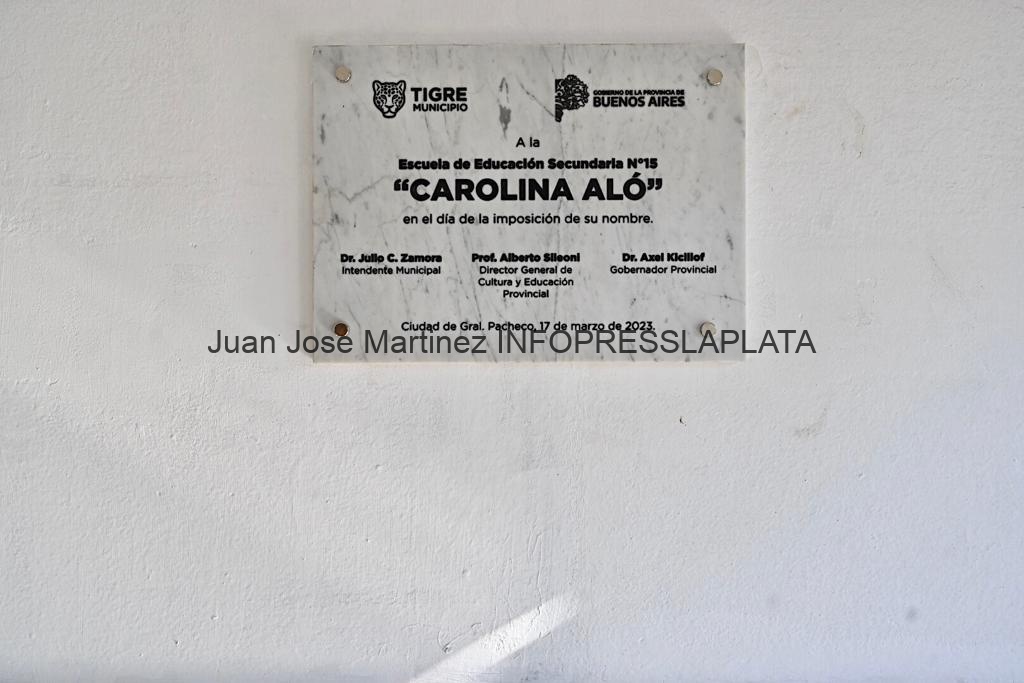 TIGRE
MUNICIPIO
GOBIERNO DE LA PROVINCIA DE
BUENOS AIRES
A la
Escuela de Educación Secundaria N°15
“CAROLINA ALÓ”
en el día de la imposición de su nombre.
Dr. Julio C. Zamora
Intendente Municipal
Prof. Alberto Sileoni
Director General de
Cultura y Educación
Provincial
Dr. Axel Kicillof
Gobernador Provincial
Ciudad de Gral. Pacheco, 17 de marzo de 2023.
Juan José Martinez INFOPRESSLAPLATA